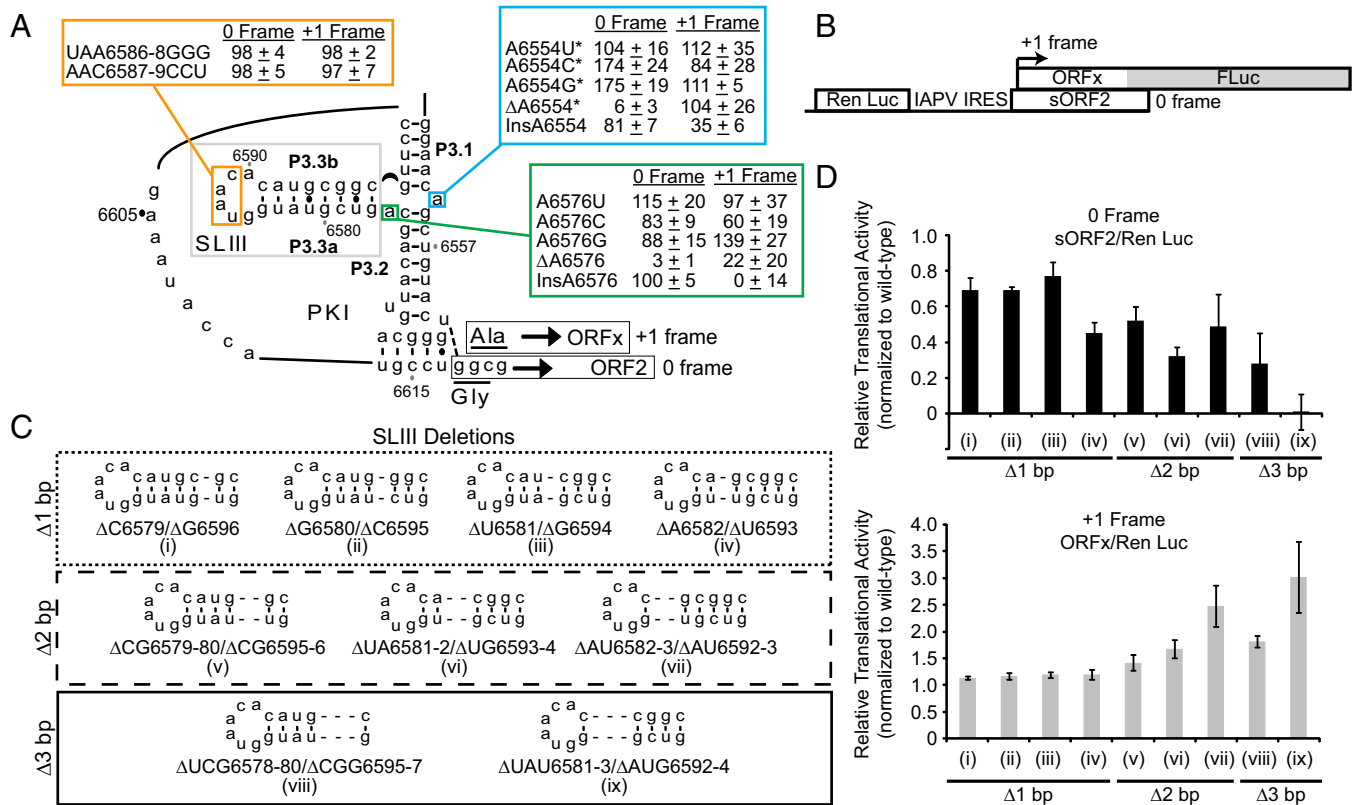 A
0 Frame +1 Frame
UAA6586-8GGG 98 ± 4 98 ± 2
AAC6587-9CCU 98 ± 5 97 ± 7
0 Frame +1 Frame
A6554U* 104 ± 16 112 ± 35
A6554C* 174 ± 24 84 ± 28
A6554G* 175 ± 19 111 ± 5
ΔA6554* 6 ± 3 104 ± 26
InsA6554 81 ± 7 35 ± 6
0 Frame +1 Frame
A6576U 115 ± 20 97 ± 37
A6576C 83 ± 9 60 ± 19
A6576G 88 ± 15 139 ± 27
ΔA6576 3 ± 1 22 ± 20
InsA6576 100 ± 5 0 ± 14
P3.1
6590 P3.3b
c a c a u g c g g c
a a u g g u a u g c u g a
6580
SLIII
P3.3a
6605
g a a u a c c a
P3.2
6557
PKI
a c g g g
u g c c u g g c g
6615
Gly
Ala ORFx +1 frame
ORF2 0 frame
B
+1 frame
ORFx FLuc
Ren Luc IAPV IRES sORF2 0 frame
C
SLIII Deletions
Δ1 bp
c a u g c - g c
g u a u g - u g
ΔC6579/ΔG6596
(i)
c a u g - g g c
g u a u - c u g
ΔG6580/ΔC6595
(ii)
c a u - c g g c
g u a - g c u g
ΔU6581/ΔG6594
(iii)
c a - g c g g c
g u - u g c u g
ΔA6582/ΔU6593
(iv)
Δ2 bp
c a u g - - g c
g u a u - - u g
ΔCG6579-80/ΔCG6595-6
(v)
c a - - c g g c
g u - - g c u g
ΔUA6581-2/ΔUG6593-4
(vi)
c - - g c g g c
g - - u g c u g
ΔAU6582-3/ΔAU6592-3
(vii)
Δ3 bp
c a u g - - - c
g u a u - - - g
ΔUCG6578-80/ΔCGG6595-7
(viii)
c - - - c g g c
g - - - g c u g
ΔUAU6581-3/ΔAUG6592-4
(ix)
D
0 Frame
sORF2/Ren Luc
Relative Translational Activity
(normalized to wild-type)
1.0
0.8
0.6
0.4
0.2
0
(i) (ii) (iii) (iv) (v) (vi) (vii) (viii) (ix)
Δ1 bp Δ2 bp Δ3 bp
+1 Frame
ORFx/Ren Luc
Relative Translational Activity
(normalized to wild-type)
4.0
3.5
3.0
2.5
2.0
1.5
1.0
0.5
0.0
(i) (ii) (iii) (iv) (v) (vi) (vii) (viii) (ix)
Δ1 bp Δ2 bp Δ3 bp